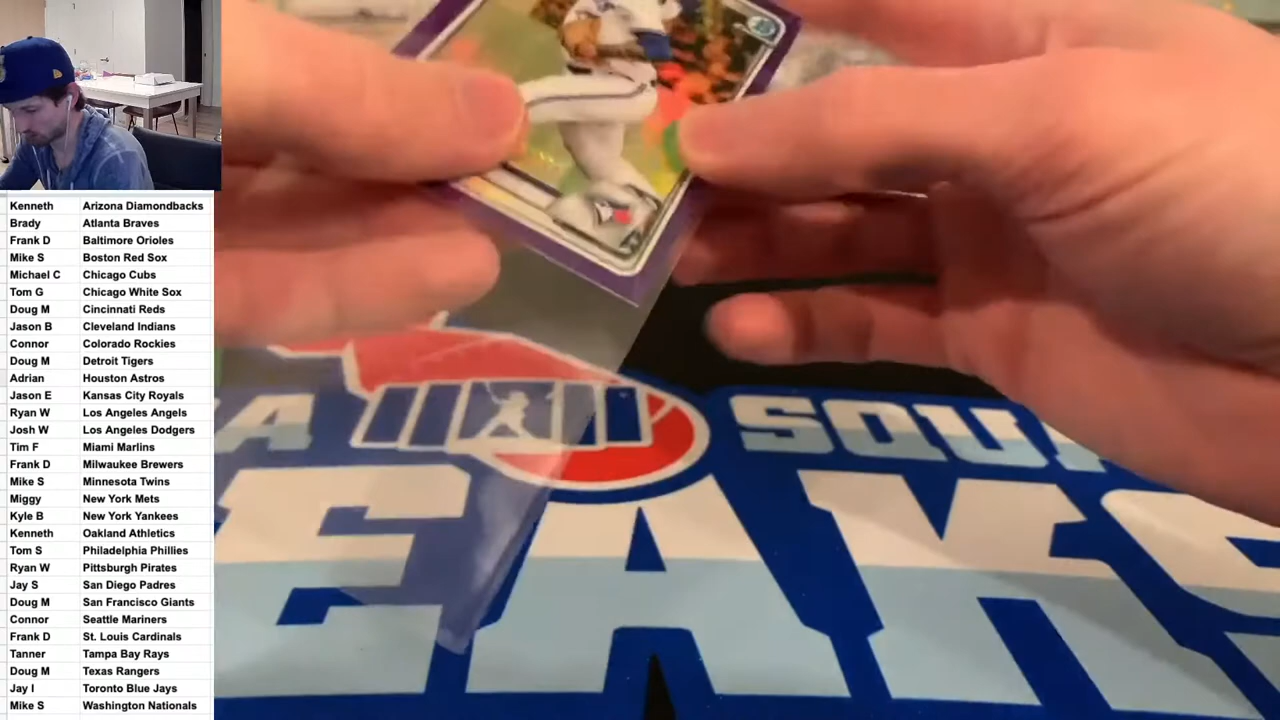 Kenneth Arizona Diamondbacks
Brady Atlanta Braves
Frank D Baltimore Orioles
Mike S Boston Red Sox
Michael C Chicago Cubs
Tom G Chicago White Sox
Doug M Cincinnati Reds
Jason B Cleveland Indians
Connor Colorado Rockies
Doug M Detroit Tigers
Adrian Houston Astros
Jason E Kansas City Royals
Ryan W Los Angeles Angels
Josh W Los Angeles Dodgers
Tim F Miami Marlins
Frank D Milwaukee Brewers
Mike S Minnesota Twins
Miggy New York Mets
Kyle B New York Yankees
Kenneth Oakland Athletics
Tom S Philadelphia Phillies
Ryan W Pittsburgh Pirates
Jay S San Diego Padres
Doug M San Francisco Giants
Connor Seattle Mariners
Frank D St. Louis Cardinals
Tanner Tampa Bay Rays
Doug M Texas Rangers
Jay I Toronto Blue Jays
Mike S Washington Nationals
A SQU
EAKS